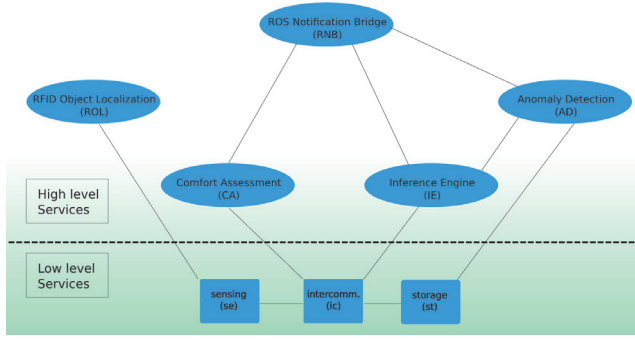 ROS Notification Bridge
(RNB)
RFID Object Localization
(ROL)
Anomaly Detection
(AD)
Comfort Assessment
(CA)
Inference Engine
(IE)
High level
Services
Low level
Services
sensing
(se)
intercomm.
(ic)
storage
(st)